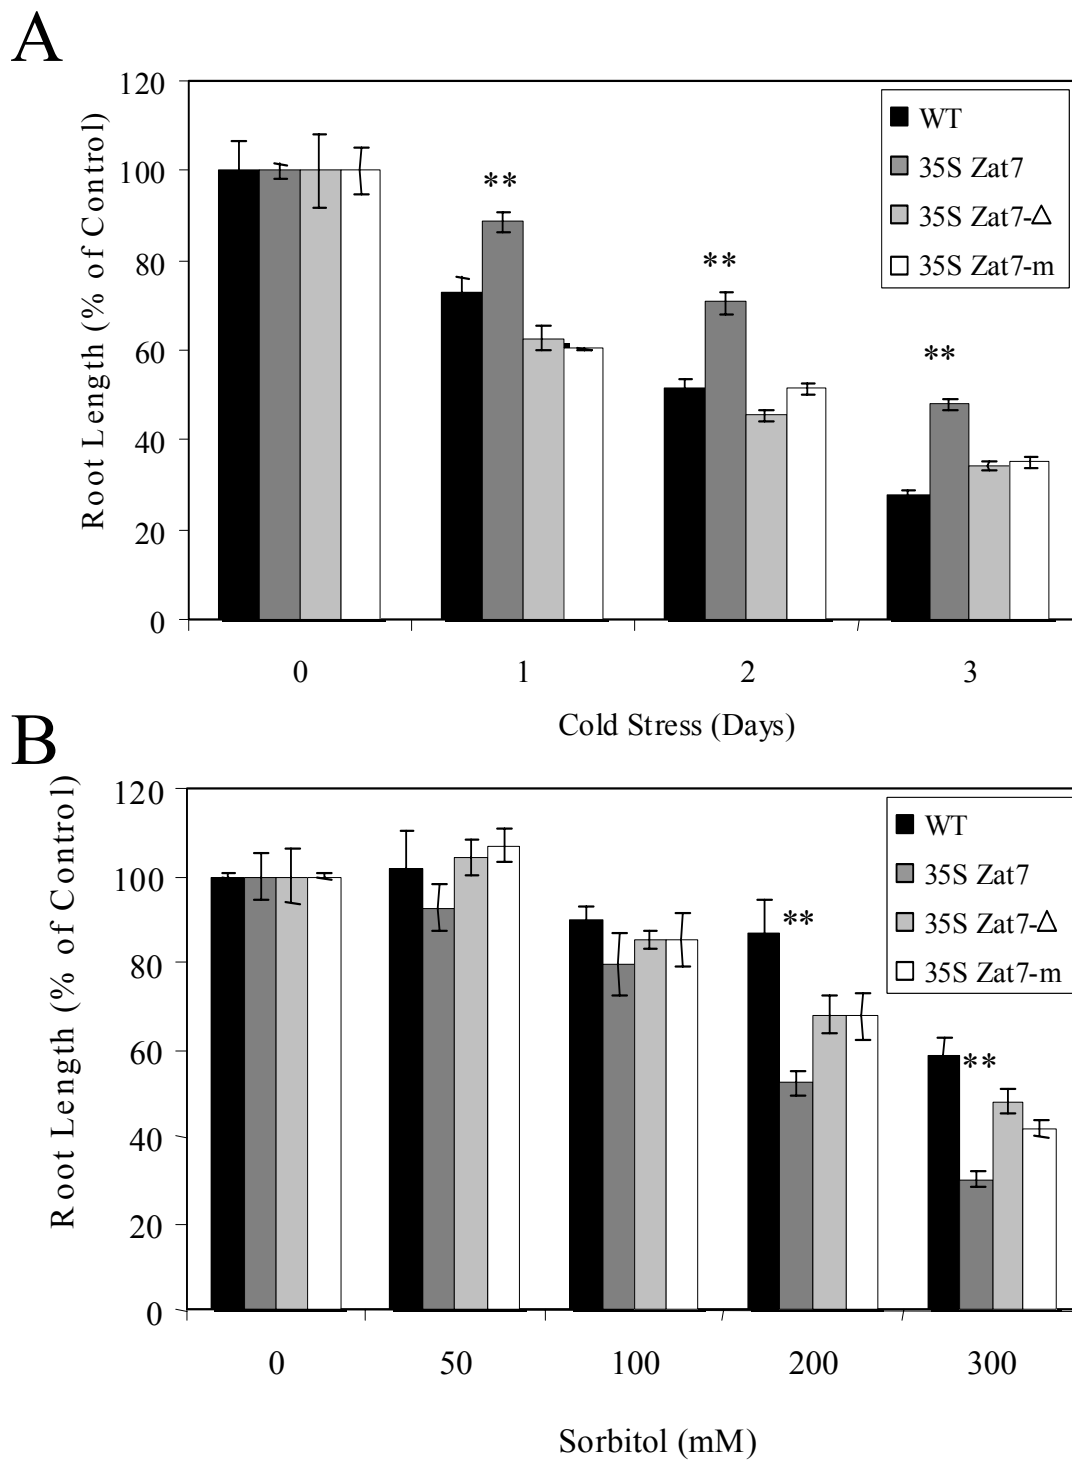 A
120
100
80
60
40
20
0
Root Length (% of Control)
WT
35S Zat7
35S Zat7-Δ
35S Zat7-m
**
**
**
0 1 2 3
Cold Stress (Days)
B
120
100
80
60
40
20
0
Root Length (% of Control)
WT
35S Zat7
35S Zat7-Δ
35S Zat7-m
**
**
0 50 100 200 300
Sorbitol (mM)